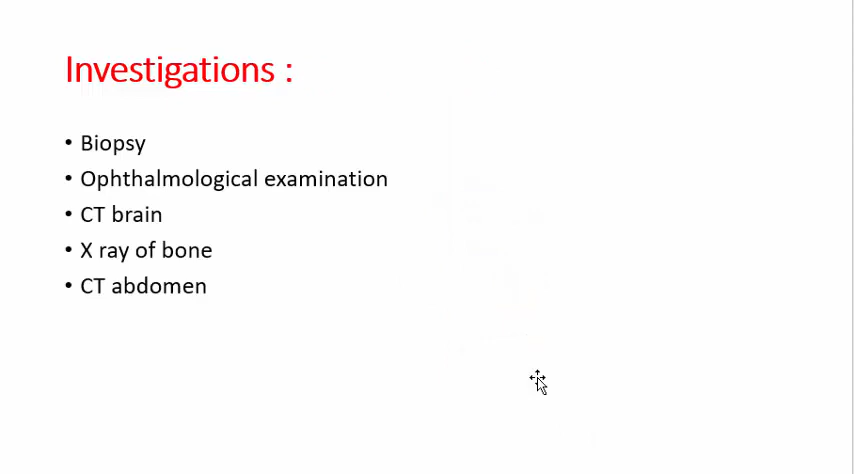 Investigations :
• Biopsy
• Ophthalmological examination
• CT brain
• X ray of bone
• CT abdomen